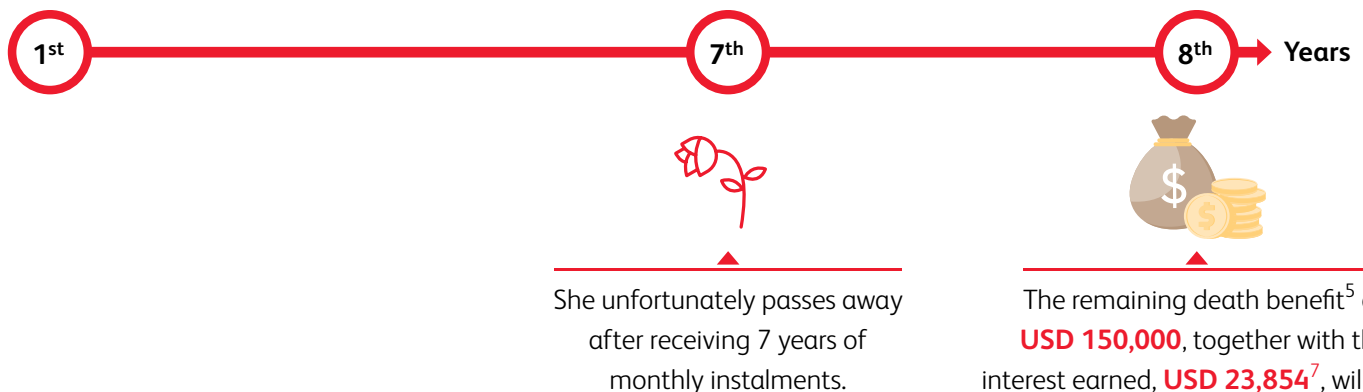 1st
7th
8th
Years
She unfortunately passes away
after receiving 7 years of
monthly instalments.
The remaining death benefit5
USD 150,000, together with
interest earned, USD 23,8547, will
$
$